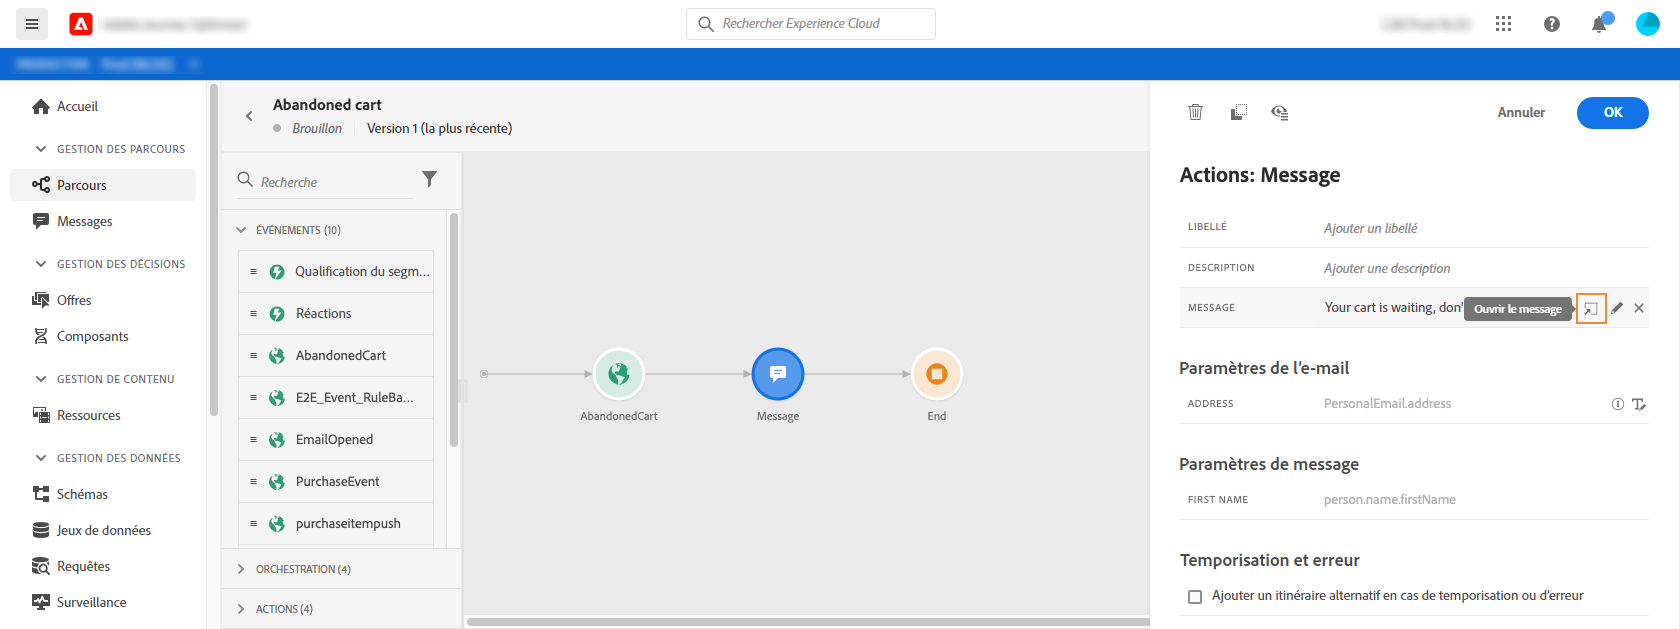 Rechercher Experience Cloud
Accueil
GESTION DES PARCOURS
Parcours
Messages
GESTION DES DÉCISIONS
Offres
Composants
GESTION DE CONTENU
Ressources
GESTION DES DONNÉES
Schémas
Jeux de données
Requêtes
Surveillance
Abandoned cart
Brouillon Version 1 (la plus récente)
Recherche
ÉVÉNEMENTS (10)
Qualification du segm...
Réactions
AbandonedCart
E2E_Event_RuleBa...
EmailOpened
PurchaseEvent
purchaseitempush
ORCHESTRATION (4)
ACTIONS (4)
AbandonedCart
Message
End
Annuler
OK
Actions: Message
LIBELLÉ Ajouter un libellé
DESCRIPTION Ajouter une description
MESSAGE Your cart is waiting, don'
Ouvrir le message
Paramètres de l'e-mail
ADDRESS PersonalEmail.address
Paramètres de message
FIRST NAME person.name.firstName
Temporisation et erreur
Ajouter un itinéraire alternatif en cas de temporisation ou d'erreur